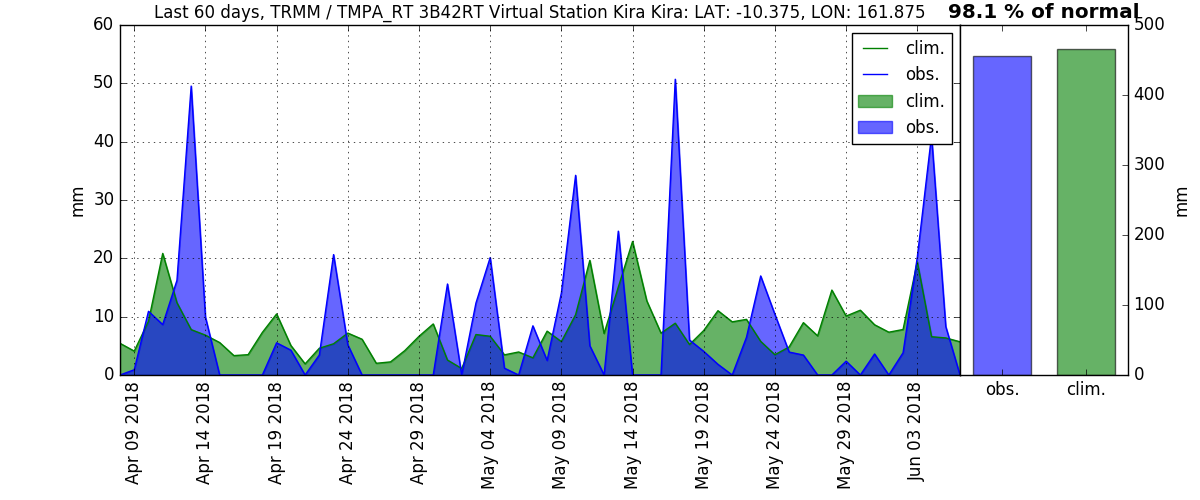 Last 60 days, TRMM / TMPA_RT 3B42RT Virtual Station Kira Kira: LAT: -10.375, LON: 161.875
98.1 % of normal
60
50
40
30
20
10
0
mm
clim.
obs.
clim.
obs.
500
400
300
200
100
0
mm
obs.
clim.
Apr 09 2018
Apr 14 2018
Apr 19 2018
Apr 24 2018
Apr 29 2018
May 04 2018
May 09 2018
May 14 2018
May 19 2018
May 24 2018
May 29 2018
Jun 03 2018